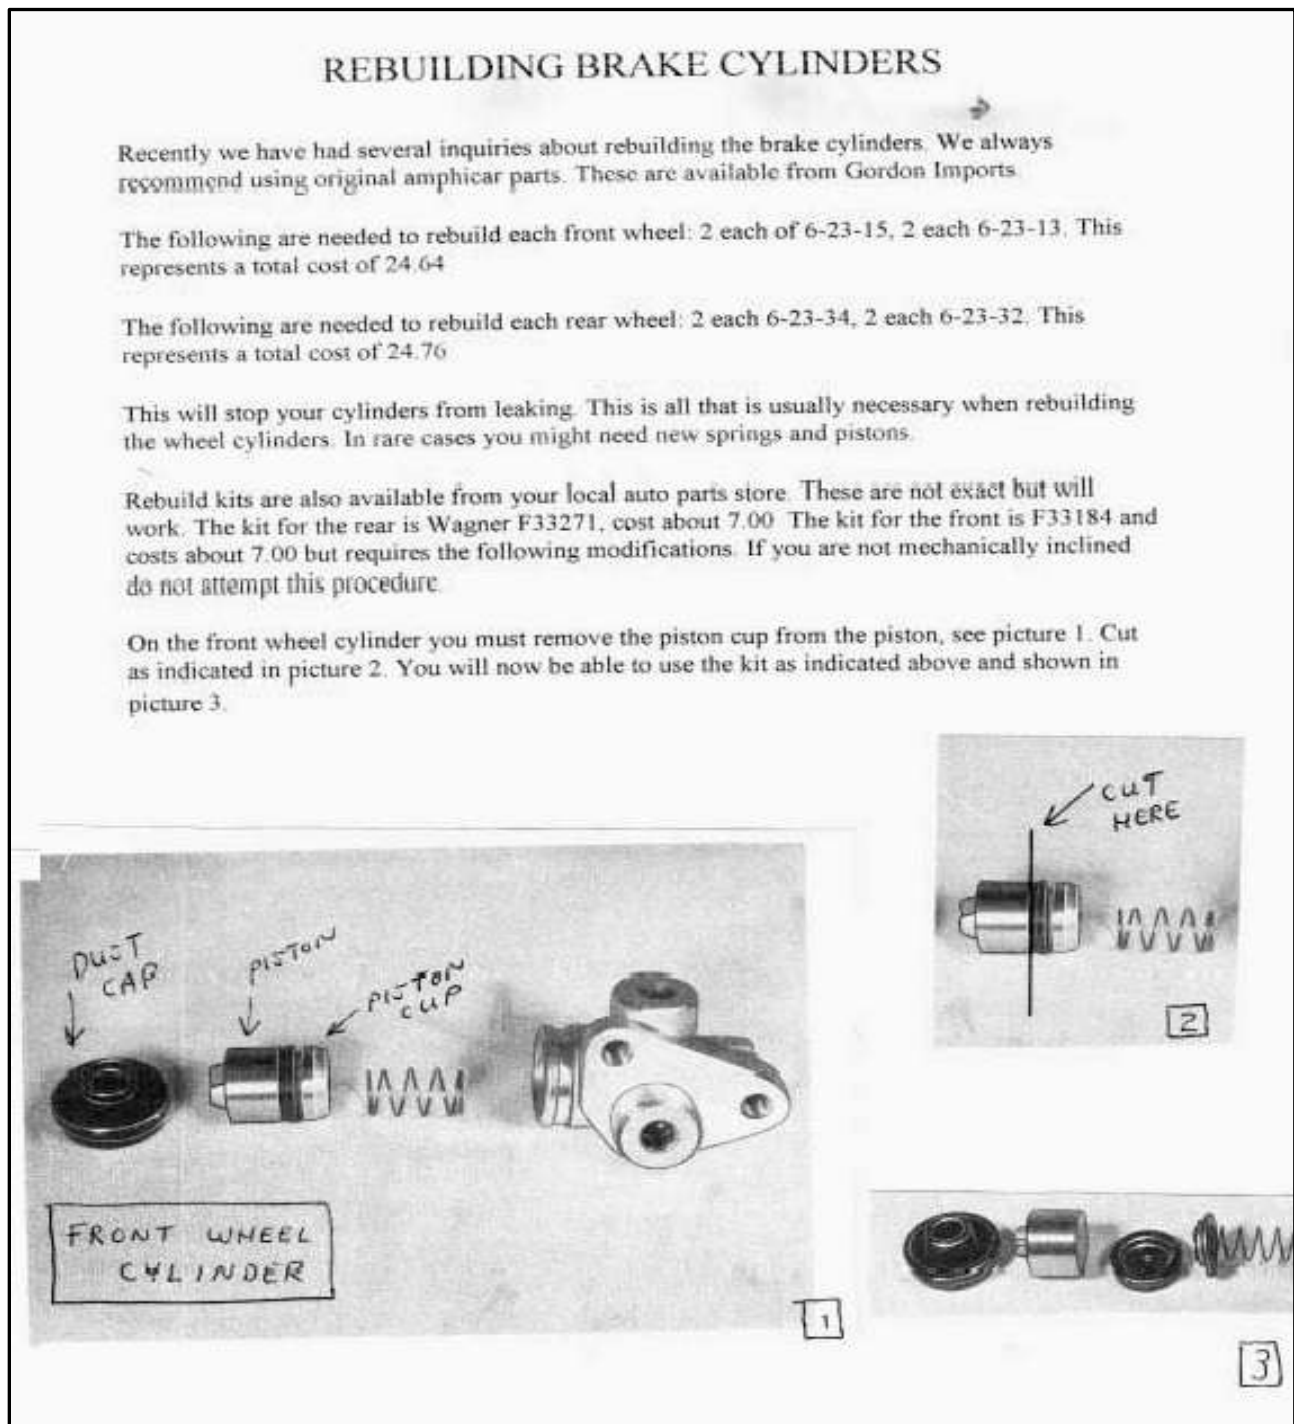 REBUILDING BRAKE CYLINDERS
Recently we have had several inquiries about rebuilding the brake cylinders. We always
recommend using original amphicar parts. These are available from Gordon Imports.
The following are needed to rebuild each front wheel: 2 each of 6-23-15, 2 each 6-23-13. This
represents a total cost of 24.64
The following are needed to rebuild each rear wheel: 2 each 6-23-34, 2 each 6-23-32. This
represents a total cost of 24.76
This will stop your cylinders from leaking. This is all that is usually necessary when rebuilding
the wheel cylinders. In rare cases you might need new springs and pistons.
Rebuild kits are also available from your local auto parts store. These are not exact but will
work. The kit for the rear is Wagner F33271, cost about 7.00 The kit for the front is F33184 and
costs about 7.00 but requires the following modifications. If you are not mechanically inclined
do not attempt this procedure.
On the front wheel cylinder you must remove the piston cup from the piston, see picture 1. Cut
as indicated in picture 2. You will now be able to use the kit as indicated above and shown in
picture 3.
CUT
HERE
2
DUST
CAP
PISTON
PISTON
CUP
FRONT WHEEL
CYLINDER
1
3